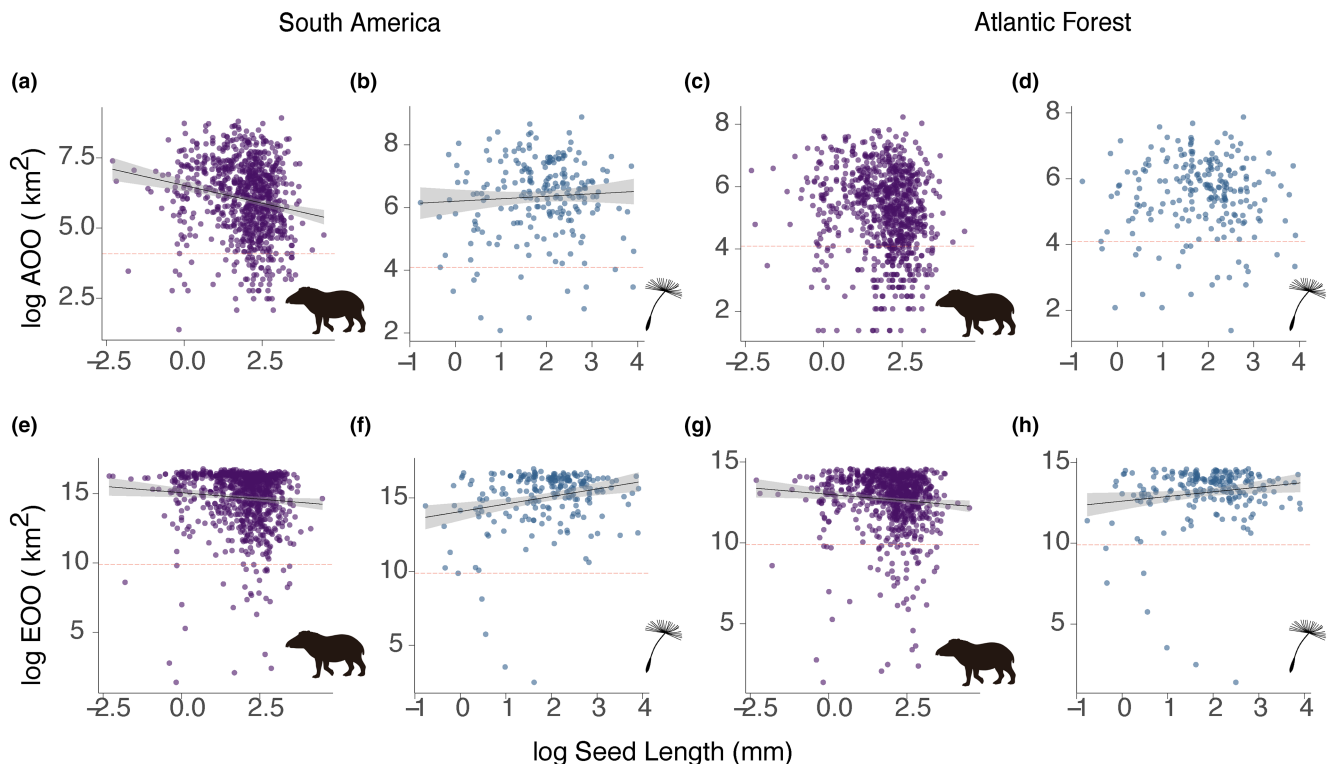 South America Atlantic Forest
(a) (b) (c) (d)
log AOO ( km2)
7.5 5.0 2.5
8 6 4 2
8 6 4 2
8 6 4 2
−2.5 0.0 2.5
−1 0 1 2 3 4
−2.5 0.0 2.5
−1 0 1 2 3 4
(e) (f) (g) (h)
log EOO ( km2)
15 10 5
15 10 5
15 10 5
15 10 5
−2.5 0.0 2.5
−1 0 1 2 3 4
−2.5 0.0 2.5
−1 0 1 2 3 4
log Seed Length (mm)